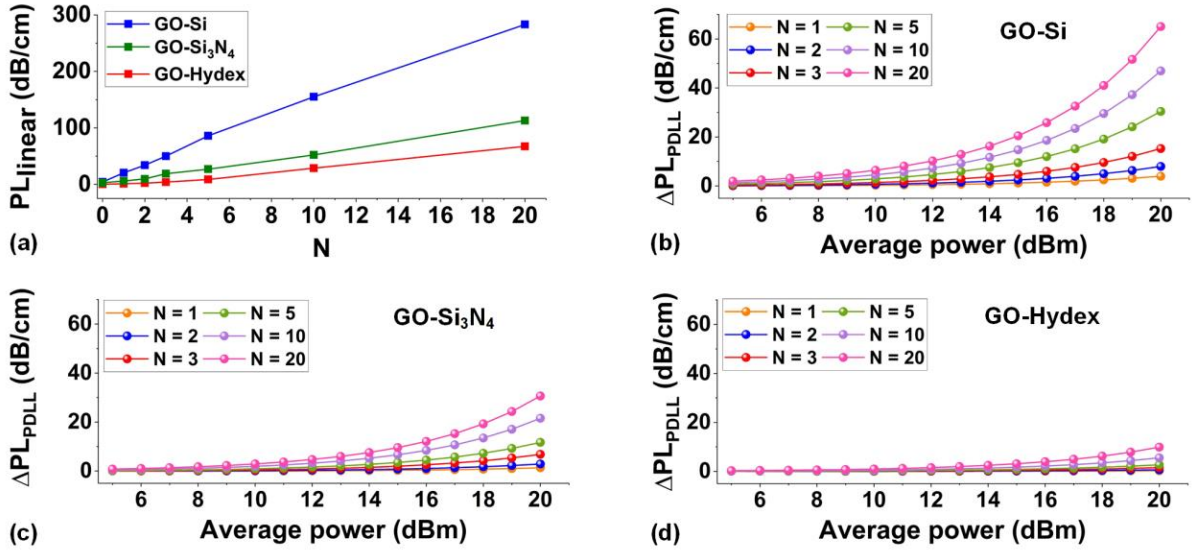 GO-Si
GO-Si₃N₄
GO-Hydex
PLlinear (dB/cm)
300
200
100
0
0 2 4 6 8 10 12 14 16 18 20
N
(a)
GO-Si
N = 1 N = 5
N = 2 N = 10
N = 3 N = 20
ΔPLPDLL (dB/cm)
60
40
20
0
6 8 10 12 14 16 18 20
Average power (dBm)
(b)
GO-Si₃N₄
N = 1 N = 5
N = 2 N = 10
N = 3 N = 20
ΔPLPDLL (dB/cm)
60
40
20
0
6 8 10 12 14 16 18 20
Average power (dBm)
(c)
GO-Hydex
N = 1 N = 5
N = 2 N = 10
N = 3 N = 20
ΔPLPDLL (dB/cm)
60
40
20
0
6 8 10 12 14 16 18 20
Average power (dBm)
(d)